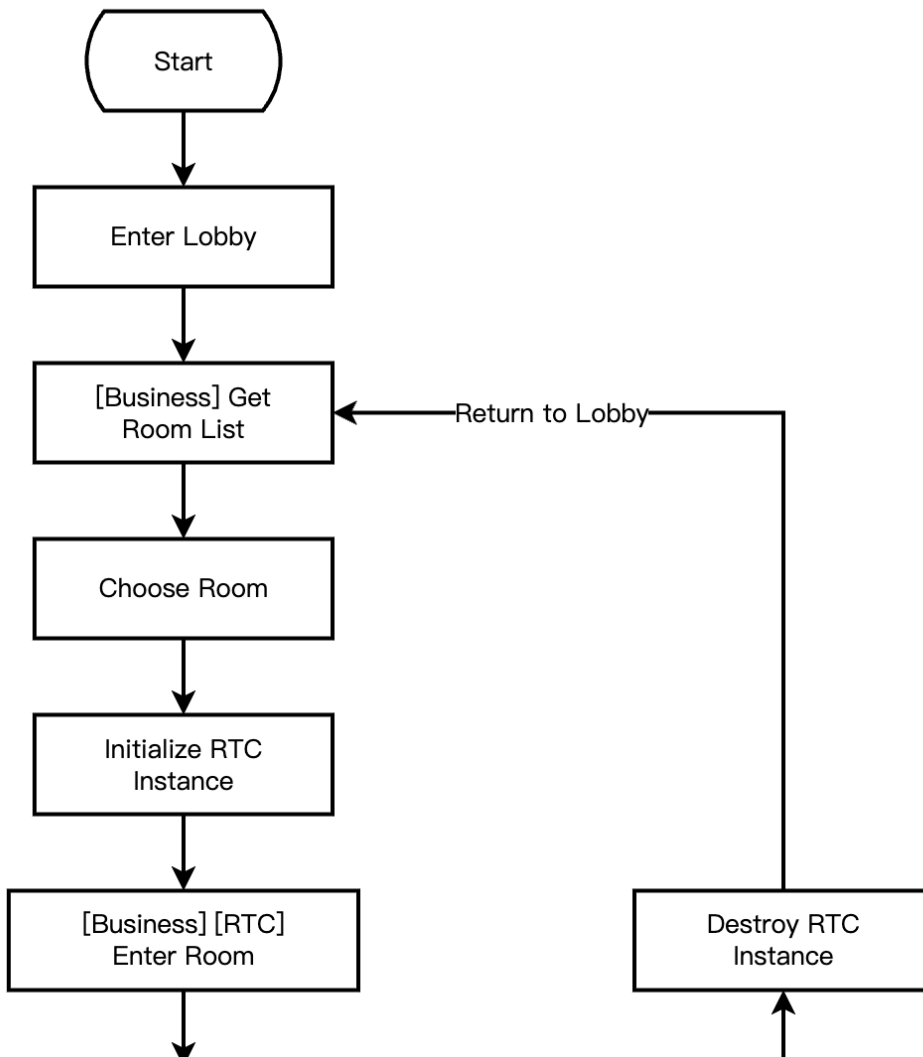 Start
Enter Lobby
[Business] Get
Room List
Return to Lobby
Choose Room
Initialize RTC
Instance
[Business] [RTC]
Enter Room
Destroy RTC
Instance